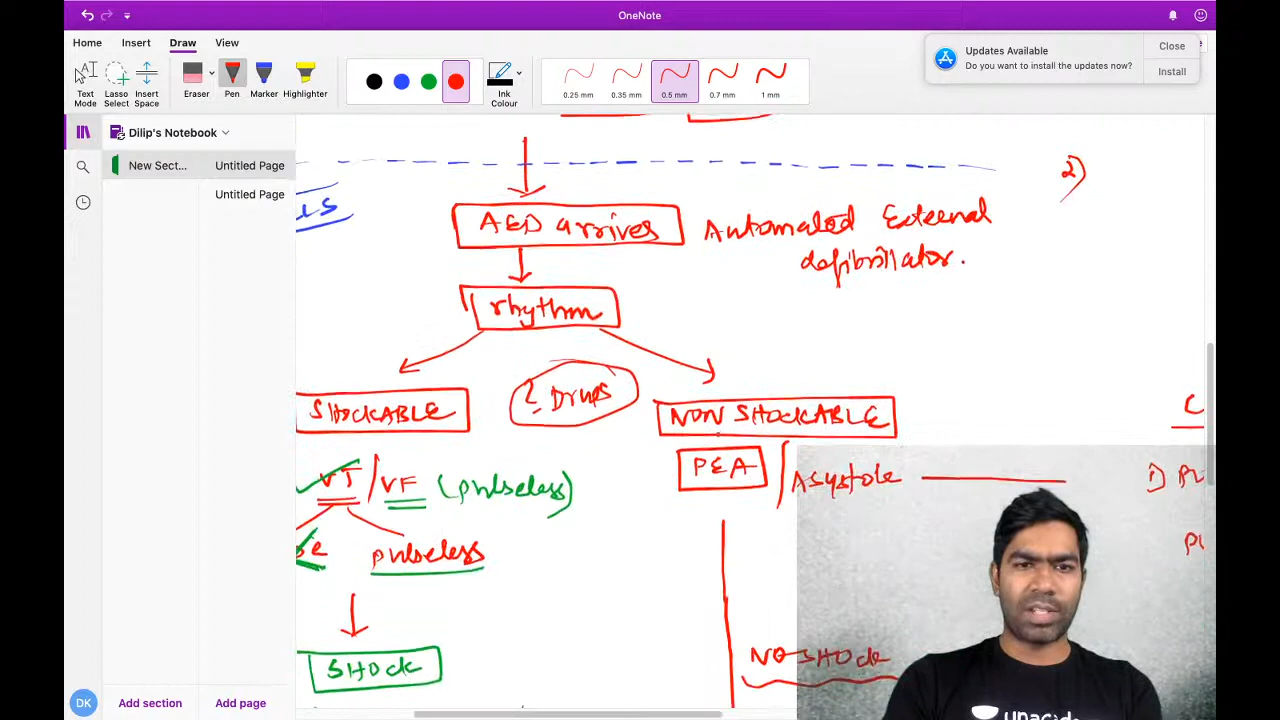 OneNote
Home Insert Draw View
Updates Available
Do you want to install the updates now?
Close
Install
Text Mode
Lasso Select
Insert Space
Eraser
Pen
Marker
Highlighter
Ink Colour
0.25 mm
0.35 mm
0.5 mm
0.7 mm
1 mm
Dilip's Notebook
New Sect...
Untitled Page
Untitled Page
2)
AED arrives
Automated External
defibrillator.
rhythm
? Drugs
SHOCKABLE
NON SHOCKABLE
VT / VF (pulseless)
PEA / Asystole
1) PU
pulseless
PU
SHOCK
NO SHOCK
DK
Add section
Add page